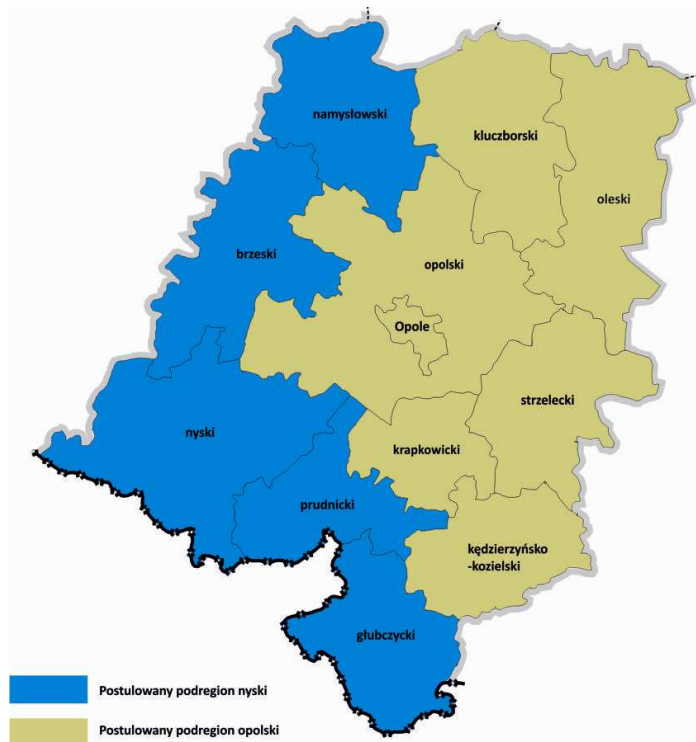 namysłowski
kluczborski
oleski
brzeski
opolski
Opole
strzelecki
nyski
krapkowicki
prudnicki
kędzierzyńsko
-kozielski
głubczycki
Postulowany podregion nyski
Postulowany podregion opolski